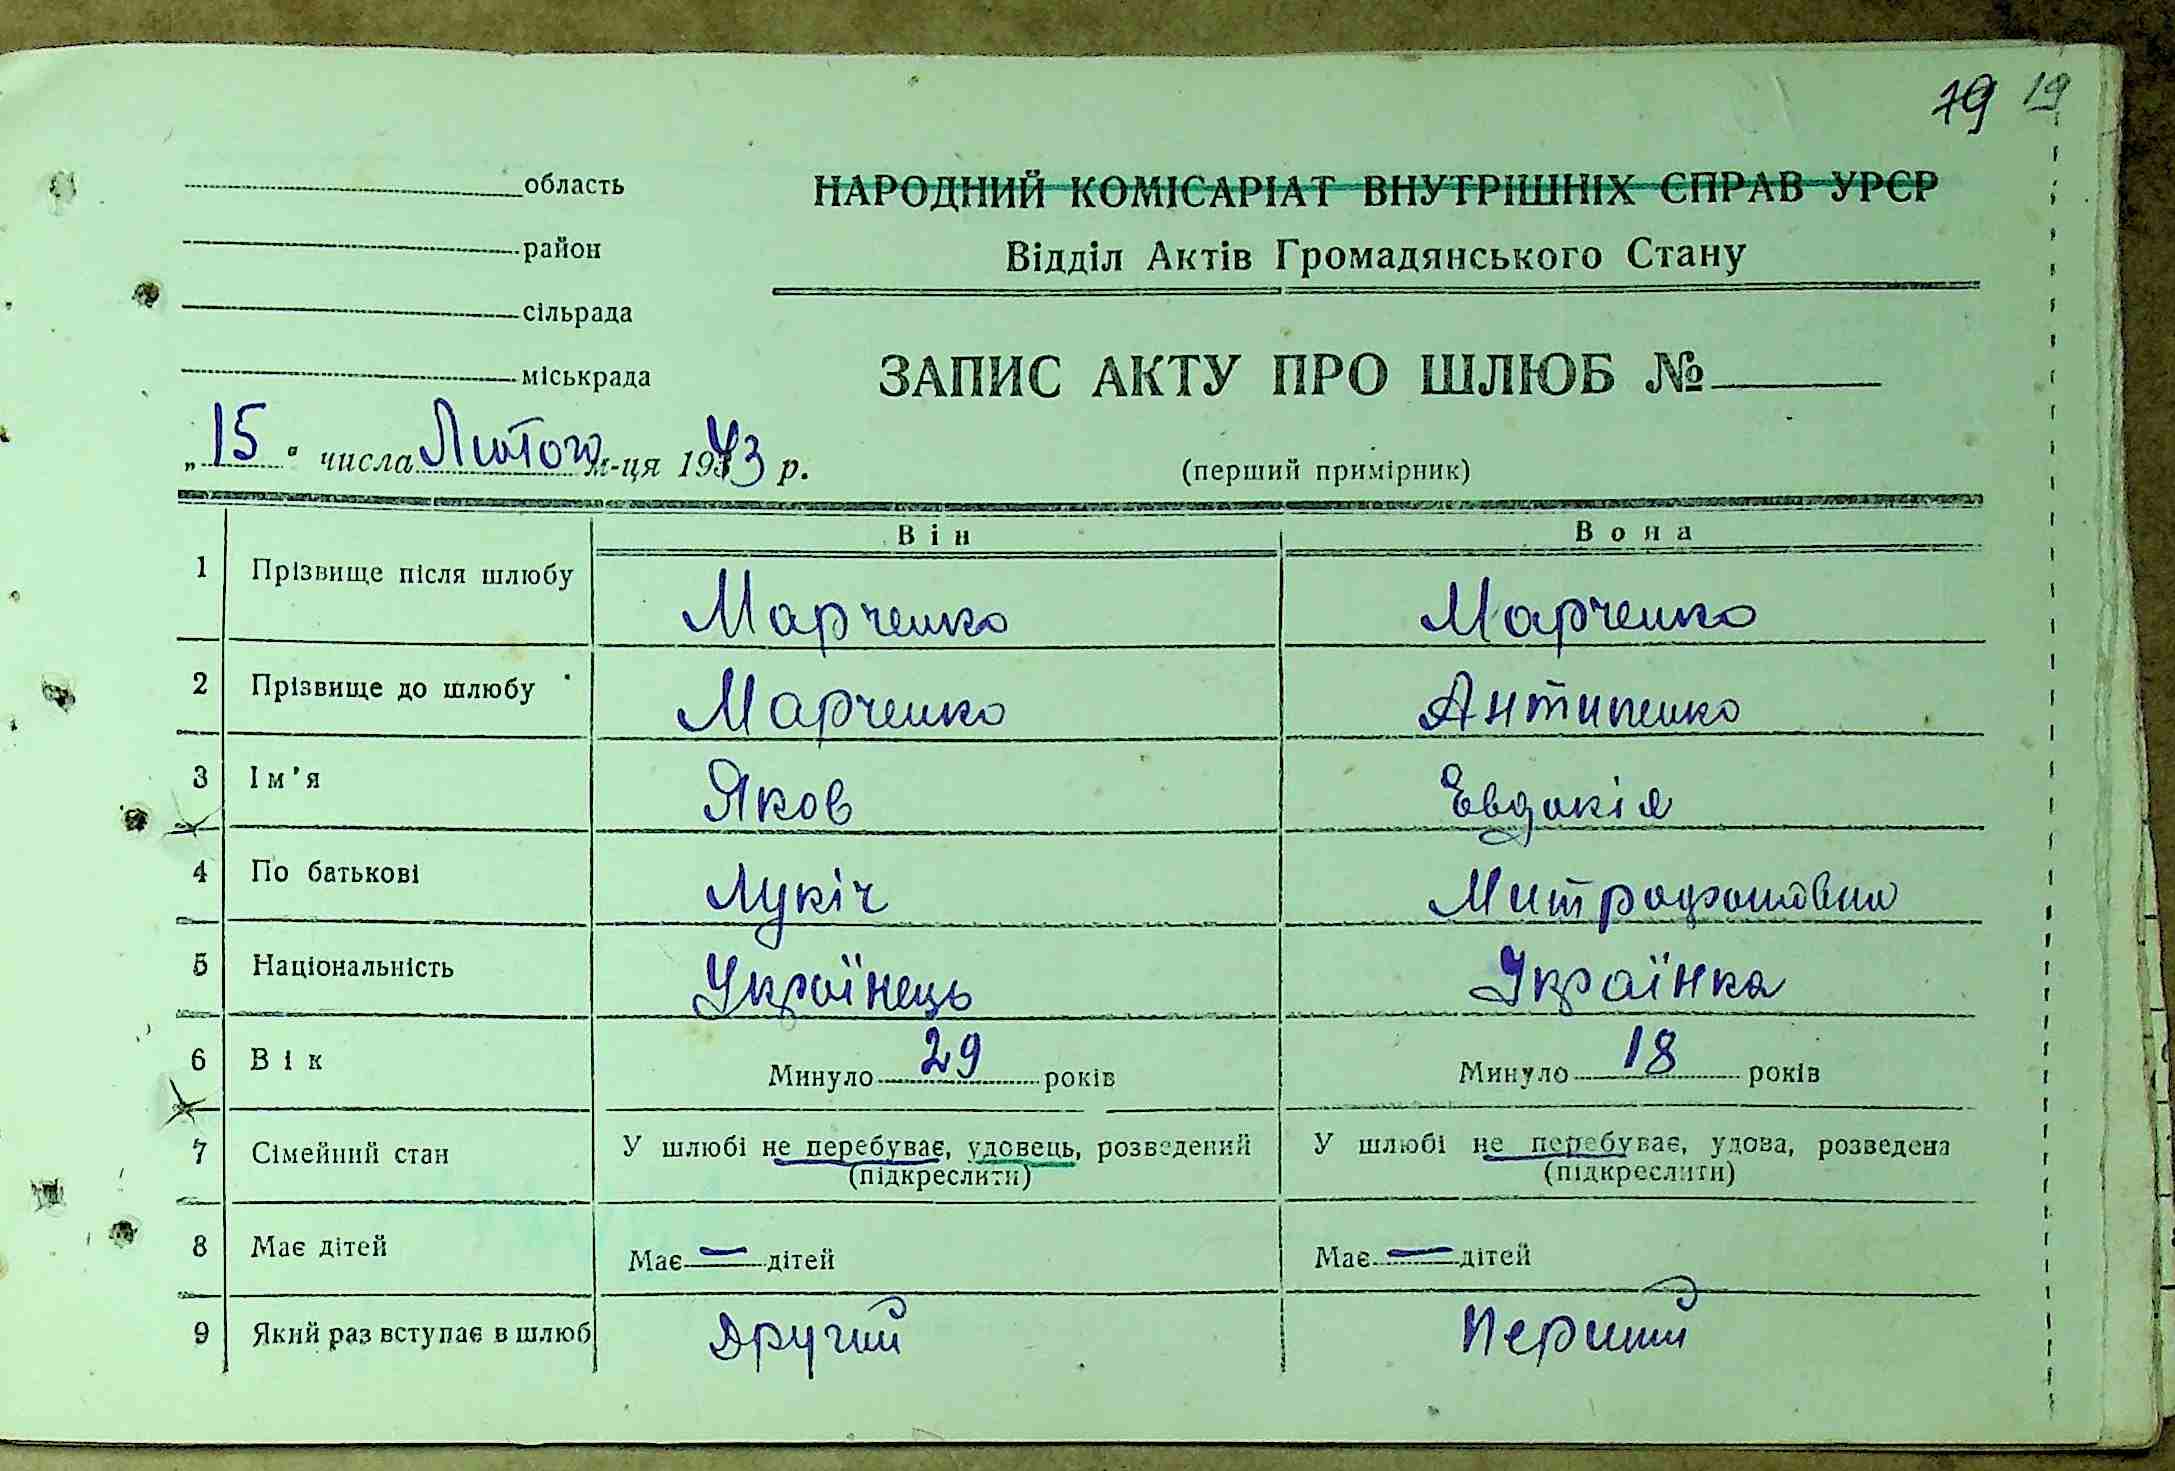 19 19
область
НАРОДНИЙ КОМІСАРІАТ ВНУТРІШНІХ СПРАВ УРСР
район
Відділ Актів Громадянського Стану
сільрада
міськрада
ЗАПИС АКТУ ПРО ШЛЮБ №
„15“ числа Лютого м-ця 1943 р.
(перший примірник)
Він Вона
1 Прізвище після шлюбу Марченко Марченко
2 Прізвище до шлюбу Марченко Антипенко
3 Ім'я Яков Евдокія
4 По батькові Лукіч Митрофановна
5 Національність Українець Українка
6 Вік Минуло 29 років Минуло 18 років
7 Сімейний стан У шлюбі не перебуває, удовець, розведений У шлюбі не перебуває, удова, розведена
(підкреслити) (підкреслити)
8 Має дітей Має — дітей Має — дітей
9 Який раз вступає в шлюб Другий Перший